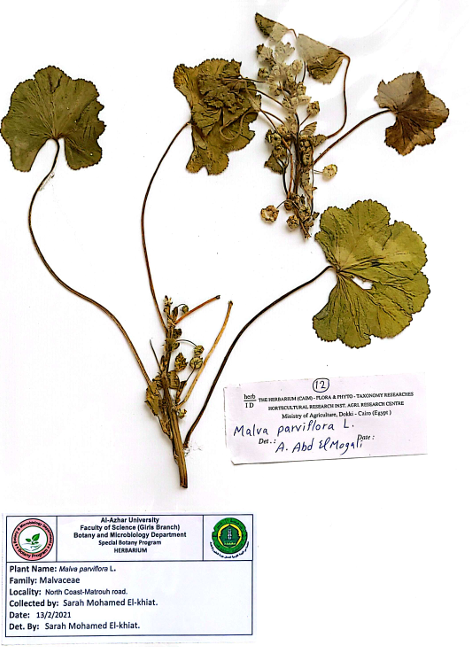 12
herb THE HERBARIUM (CAIM) - FLORA & PHYTO - TAXONOMY RESEARCHES
I D HORTICULTURAL RESEARCH INST. AGRI. RESEARCH CENTRE
Ministry of Agriculture, Dokki - Cairo (Egypt)
Malva parviflora L.
Det.: Date:
A. Abd El Mogali
Al-Azhar University
Faculty of Science (Girls Branch)
Botany and Microbiology Department
Special Botany Program
HERBARIUM
Plant Name: Malva parviflora L.
Family: Malvaceae
Locality: North Coast-Matrouh road.
Collected by: Sarah Mohamed El-khiat.
Date: 13/2/2021
Det. By: Sarah Mohamed El-khiat.